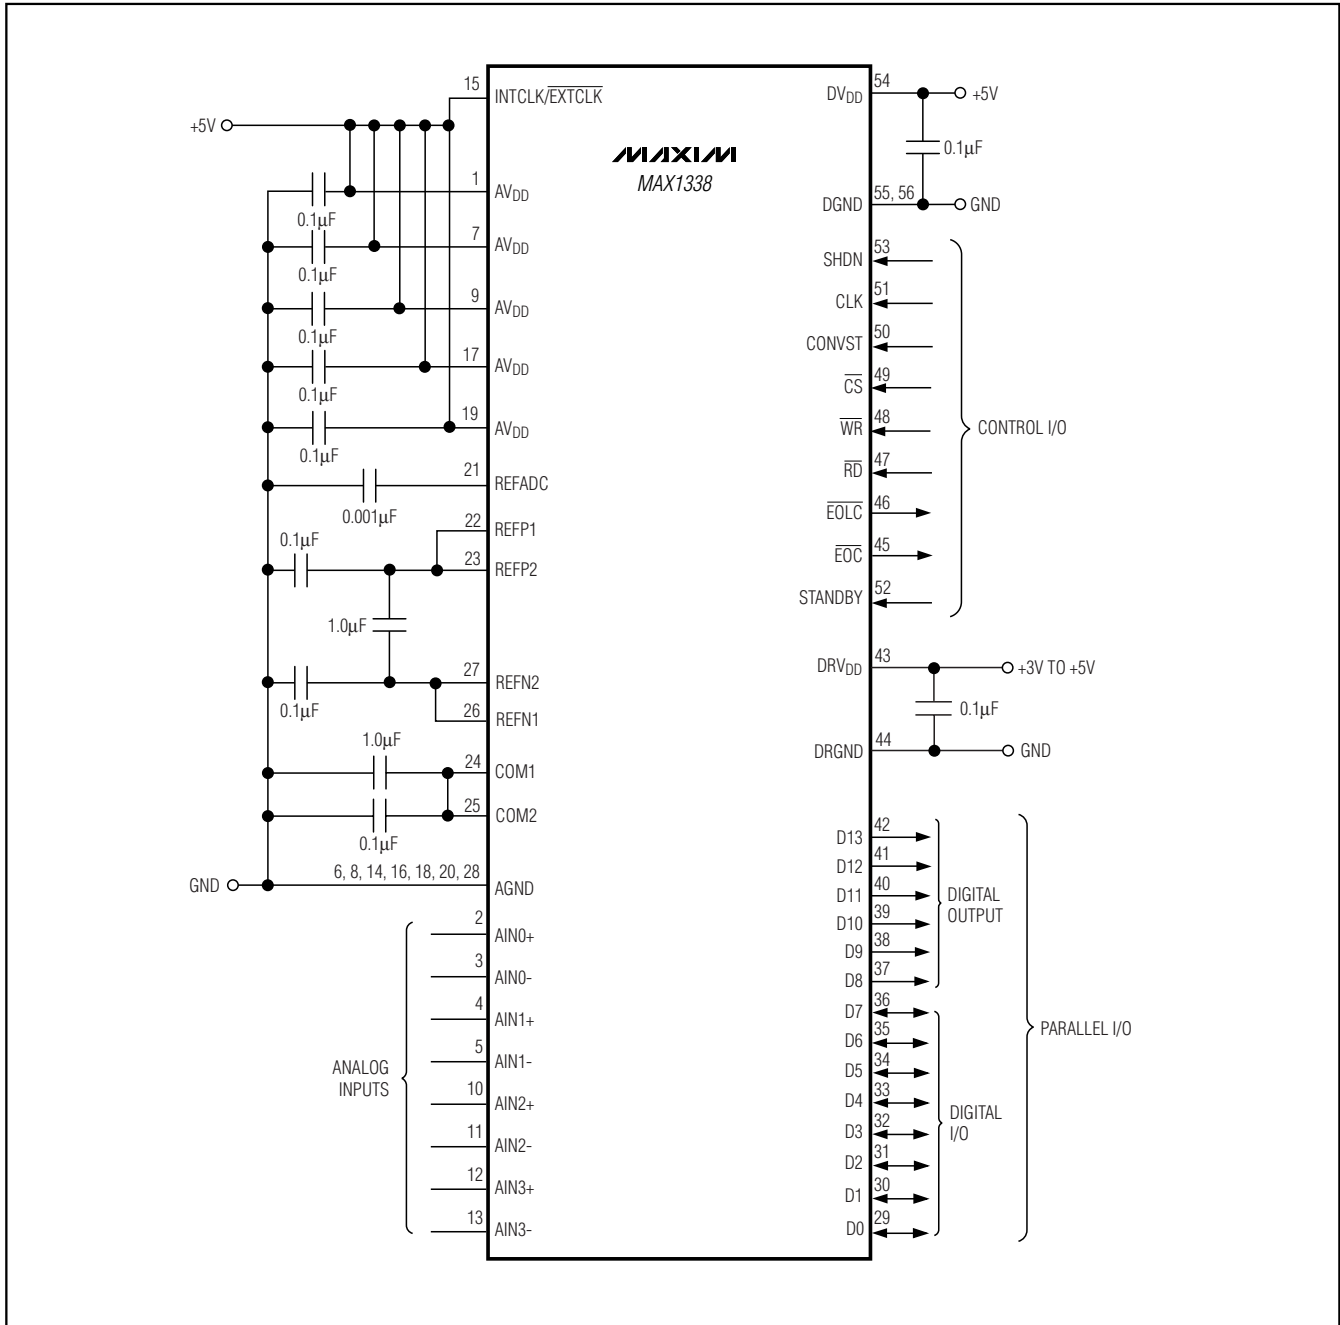 MAXIM
MAX1338
+5V
15
INTCLK/EXTCLK
1
AVDD
0.1µF
7
AVDD
0.1µF
9
AVDD
0.1µF
17
AVDD
0.1µF
19
AVDD
0.1µF
21
REFADC
0.001µF
22
REFP1
0.1µF
23
REFP2
1.0µF
27
REFN2
0.1µF
26
REFN1
1.0µF
24
COM1
25
COM2
0.1µF
GND
6, 8, 14, 16, 18, 20, 28
AGND
ANALOG
INPUTS
2
AIN0+
3
AIN0-
4
AIN1+
5
AIN1-
10
AIN2+
11
AIN2-
12
AIN3+
13
AIN3-
DVDD
54
+5V
0.1µF
DGND
55, 56
GND
SHDN
53
CLK
51
CONVST
50
CS
49
WR
48
RD
47
EOLC
46
EOC
45
STANDBY
52
CONTROL I/O
DRVDD
43
+3V TO +5V
0.1µF
DRGND
44
GND
D13
42
D12
41
D11
40
D10
39
D9
38
D8
37
DIGITAL
OUTPUT
D7
36
D6
35
D5
34
D4
33
D3
32
D2
31
D1
30
D0
29
DIGITAL
I/O
PARALLEL I/O